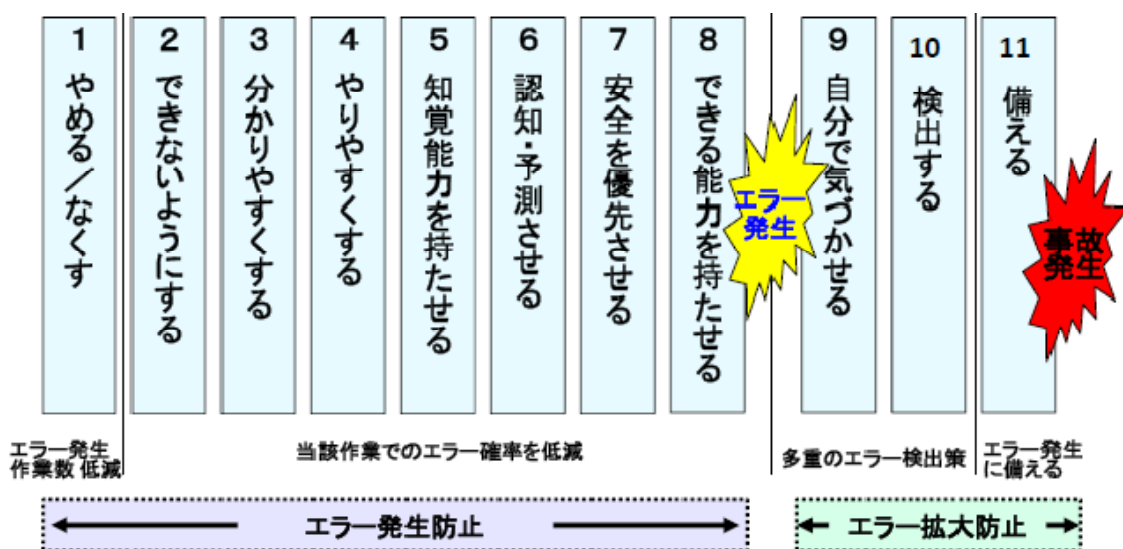 1 やめる／なくす
2 できないようにする
3 分かりやすくする
4 やりやすくする
5 知覚能力を持たせる
6 認知・予測させる
7 安全を優先させる
8 できる能力を持たせる
エラー
発生
9 自分で気づかせる
10 検出する
11 備える
事故
発生
エラー発生
作業数 低減
当該作業でのエラー確率を低減
多重のエラー検出策
エラー発生
に備える
エラー発生防止
エラー拡大防止